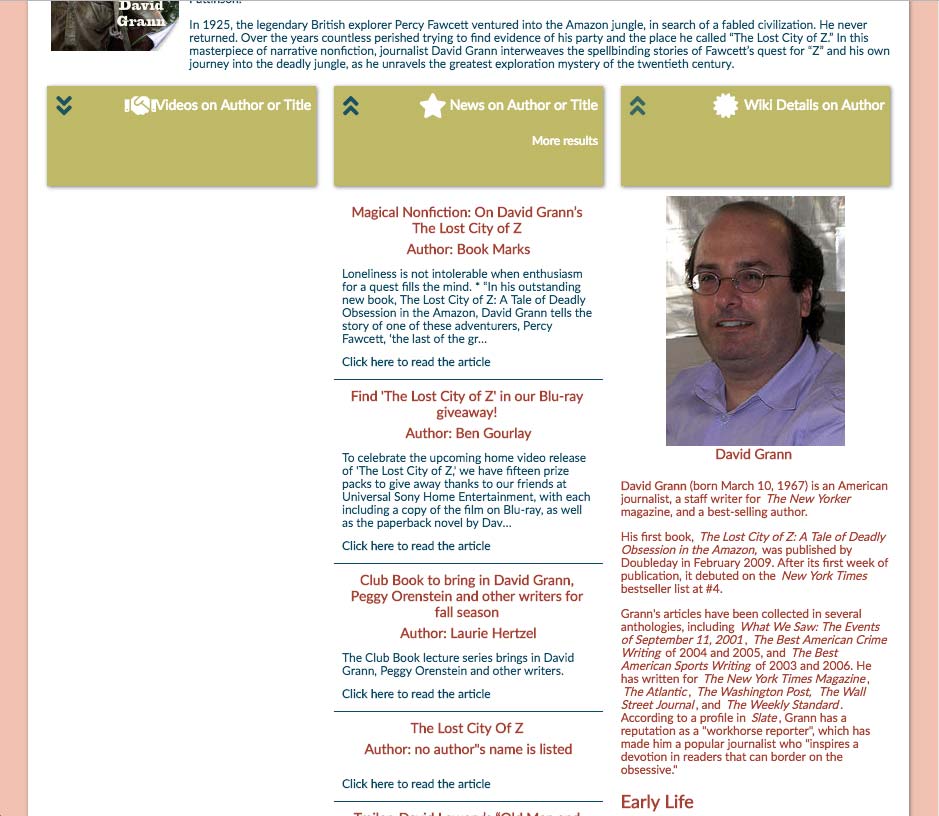 Pattinson.
David
Grann
In 1925, the legendary British explorer Percy Fawcett ventured into the Amazon jungle, in search of a fabled civilization. He never
returned. Over the years countless perished trying to find evidence of his party and the place he called “The Lost City of Z.” In this
masterpiece of narrative nonfiction, journalist David Grann interweaves the spellbinding stories of Fawcett’s quest for “Z” and his own
journey into the deadly jungle, as he unravels the greatest exploration mystery of the twentieth century.
Videos on Author or Title
News on Author or Title
More results
Wiki Details on Author
Magical Nonfiction: On David Grann’s
The Lost City of Z
Author: Book Marks
Loneliness is not intolerable when enthusiasm
for a quest fills the mind. * “In his outstanding
new book, The Lost City of Z: A Tale of Deadly
Obsession in the Amazon, David Grann tells the
story of one of these adventurers, Percy
Fawcett, ‘the last of the gr...
Click here to read the article
Find 'The Lost City of Z' in our Blu-ray
giveaway!
Author: Ben Gourlay
To celebrate the upcoming home video release
of 'The Lost City of Z,' we have fifteen prize
packs to give away thanks to our friends at
Universal Sony Home Entertainment, with each
including a copy of the film on Blu-ray, as well
as the paperback novel by Dav...
Click here to read the article
Club Book to bring in David Grann,
Peggy Orenstein and other writers for
fall season
Author: Laurie Hertzel
The Club Book lecture series brings in David
Grann, Peggy Orenstein and other writers.
Click here to read the article
The Lost City Of Z
Author: no author"s name is listed
Click here to read the article
David Grann
David Grann (born March 10, 1967) is an American
journalist, a staff writer for The New Yorker
magazine, and a best-selling author.
His first book, The Lost City of Z: A Tale of Deadly
Obsession in the Amazon, was published by
Doubleday in February 2009. After its first week of
publication, it debuted on the New York Times
bestseller list at #4.
Grann's articles have been collected in several
anthologies, including What We Saw: The Events
of September 11, 2001, The Best American Crime
Writing of 2004 and 2005, and The Best
American Sports Writing of 2003 and 2006. He
has written for The New York Times Magazine,
The Atlantic, The Washington Post, The Wall
Street Journal, and The Weekly Standard.
According to a profile in Slate, Grann has a
reputation as a "workhorse reporter", which has
made him a popular journalist who "inspires a
devotion in readers that can border on the
obsessive."
Early Life